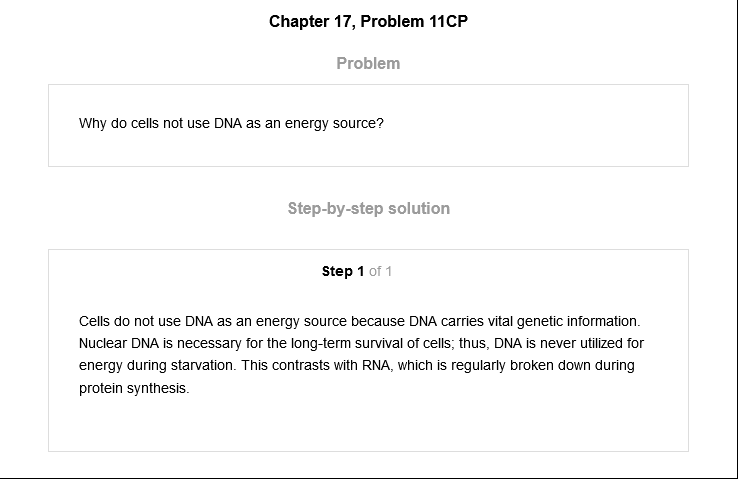 Chapter 17, Problem 11CP
Problem
Why do cells not use DNA as an energy source?
Step-by-step solution
Step 1 of 1
Cells do not use DNA as an energy source because DNA carries vital genetic information.
Nuclear DNA is necessary for the long-term survival of cells; thus, DNA is never utilized for
energy during starvation. This contrasts with RNA, which is regularly broken down during
protein synthesis.